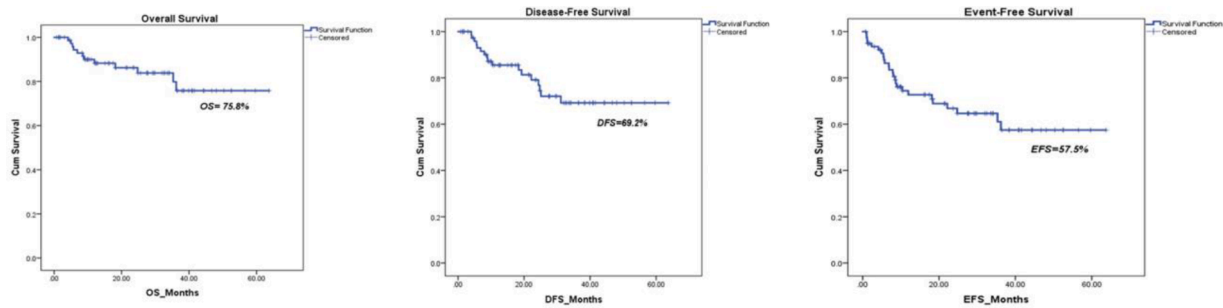 Overall Survival
Survival Function
Censored
1.0
0.8
0.6
0.4
0.2
0.0
Cum Survival
OS= 75.8%
.00 20.00 40.00 60.00
OS_Months
Disease-Free Survival
Survival Function
Censored
1.0
0.8
0.6
0.4
0.2
0.0
Cum Survival
DFS=69.2%
.00 20.00 40.00 60.00
DFS_Months
Event-Free Survival
Survival Function
Censored
1.0
0.8
0.6
0.4
0.2
0.0
Cum Survival
EFS=57.5%
.00 20.00 40.00 60.00
EFS_Months